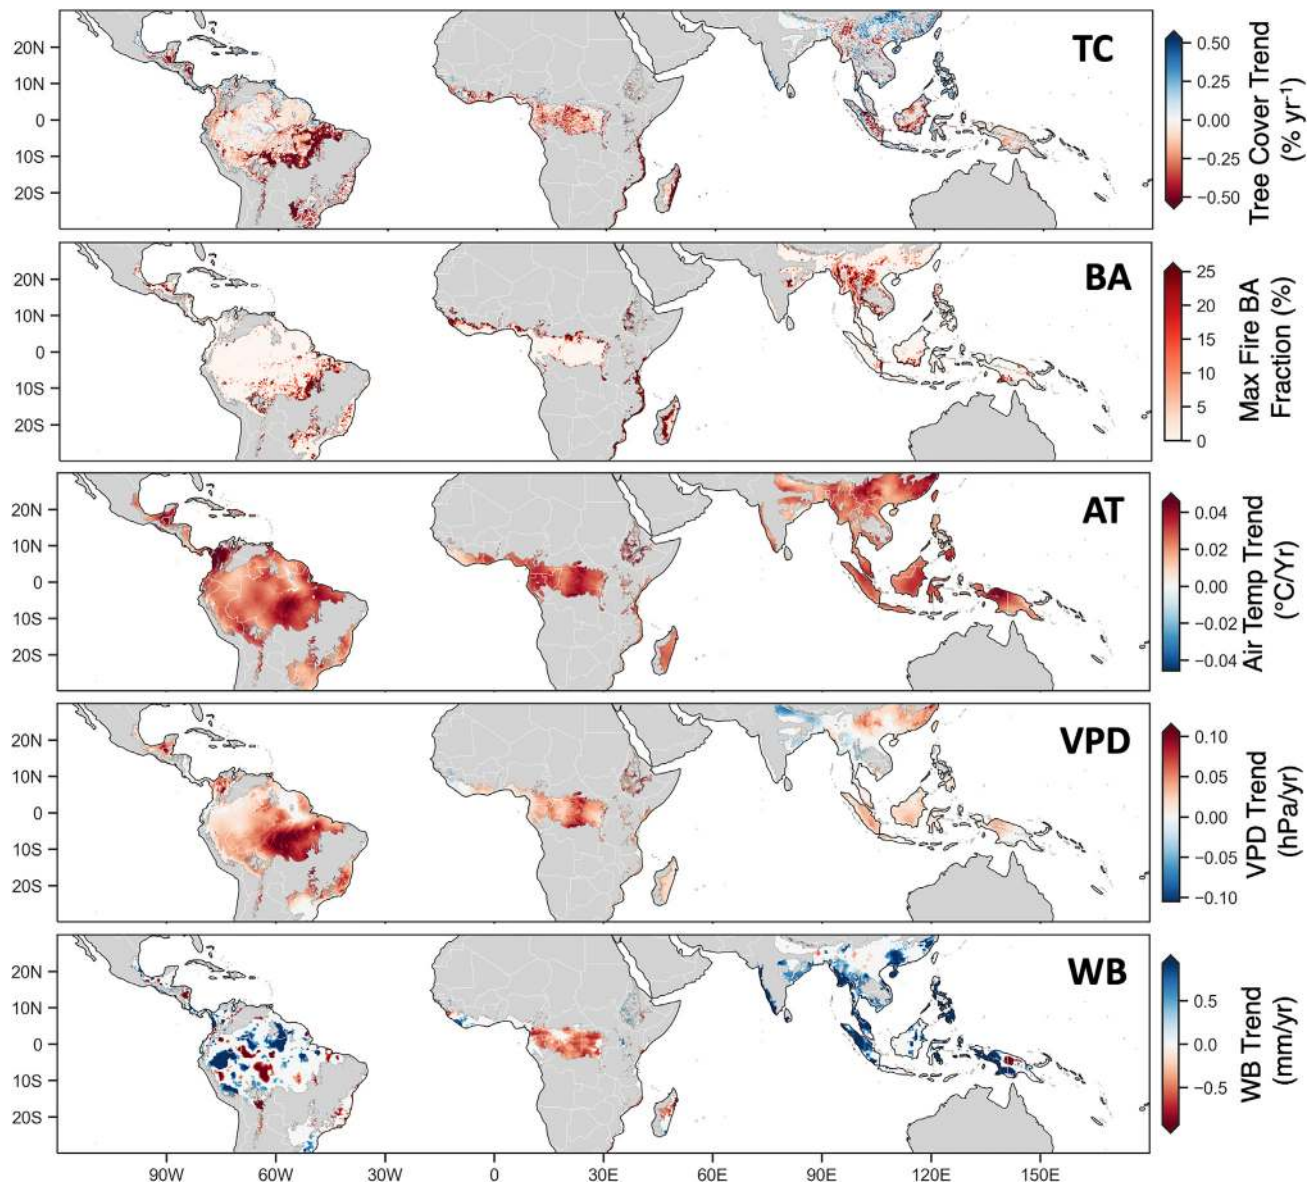 20N
10N
0
10S
20S
TC
0.50
0.25
0.00
−0.25
−0.50
Tree Cover Trend
(% yr⁻¹)
20N
10N
0
10S
20S
BA
25
20
15
10
5
0
Max Fire BA
Fraction (%)
20N
10N
0
10S
20S
AT
0.04
0.02
0.00
−0.02
−0.04
Air Temp Trend
(°C/Yr)
20N
10N
0
10S
20S
VPD
0.10
0.05
0.00
−0.05
−0.10
VPD Trend
(hPa/yr)
20N
10N
0
10S
20S
WB
0.5
0.0
−0.5
WB Trend
(mm/yr)
90W 60W 30W 0 30E 60E 90E 120E 150E